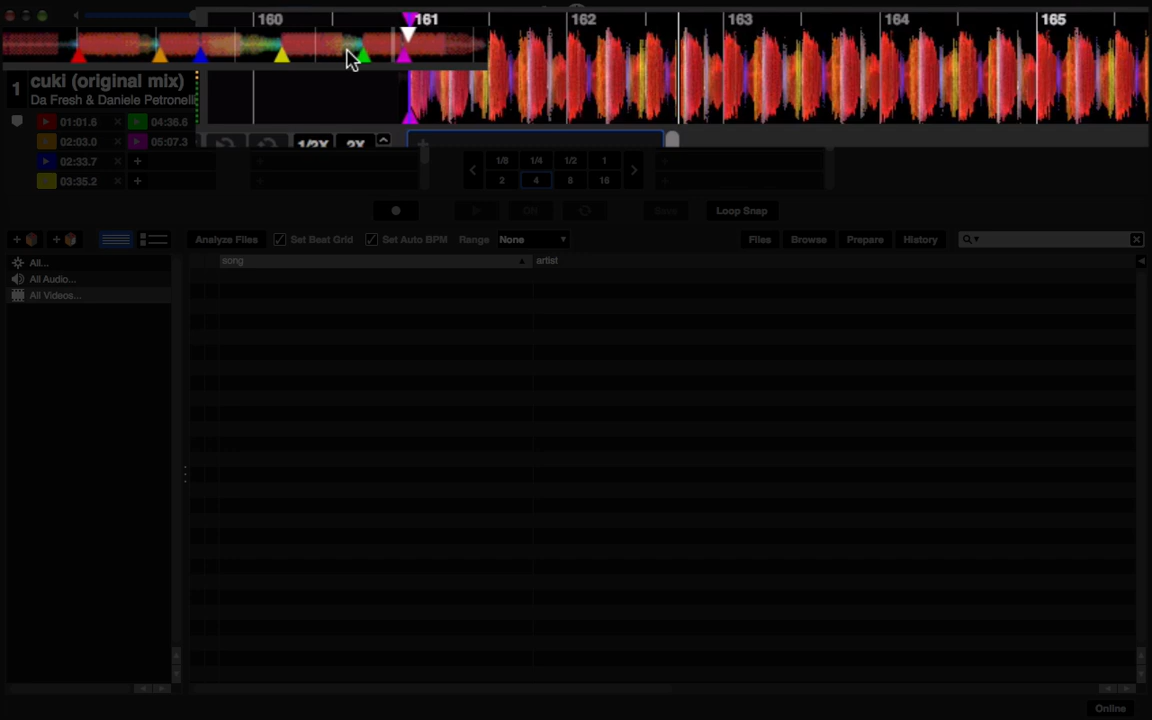 160 161 162 163 164 165
1 cuki (original mix)
Da Fresh & Daniele Petronelli
01:01.6 × 04:36.6
02:03.0 × 05:07.3
02:33.7 × +
03:35.2 × +
1/2X 2X
+ +
+ +
1/8 1/4 1/2 1
2 4 8 16
ON Save Loop Snap
+ + Analyze Files Set Beat Grid Set Auto BPM Range None Files Browse Prepare History
song artist
All...
All Audio...
All Videos...
Online